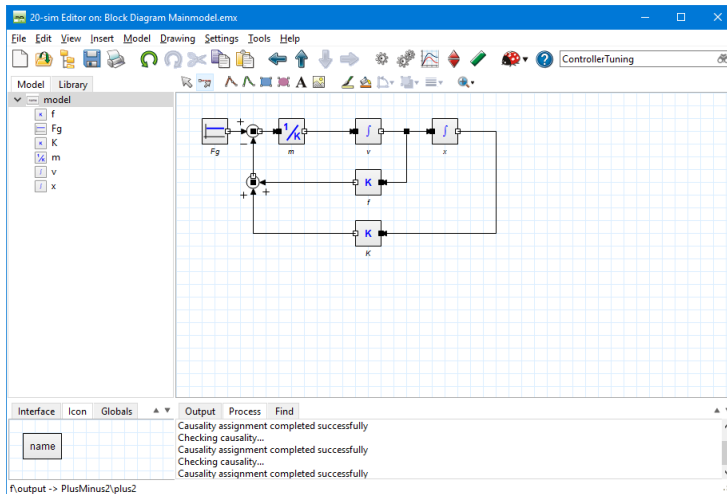 20-sim Editor on: Block Diagram Mainmodel.emx
File Edit View Insert Model Drawing Settings Tools Help
ControllerTuning
Model Library
A
model
f
Fg
K
m
v
x
+
−
1/K
∫
∫
Fg
m
v
x
+
+
K
f
K
K
Interface Icon Globals
Output Process Find
name
Causality assignment completed successfully
Checking causality...
Causality assignment completed successfully
Checking causality...
Causality assignment completed successfully
f\output -> PlusMinus2\plus2